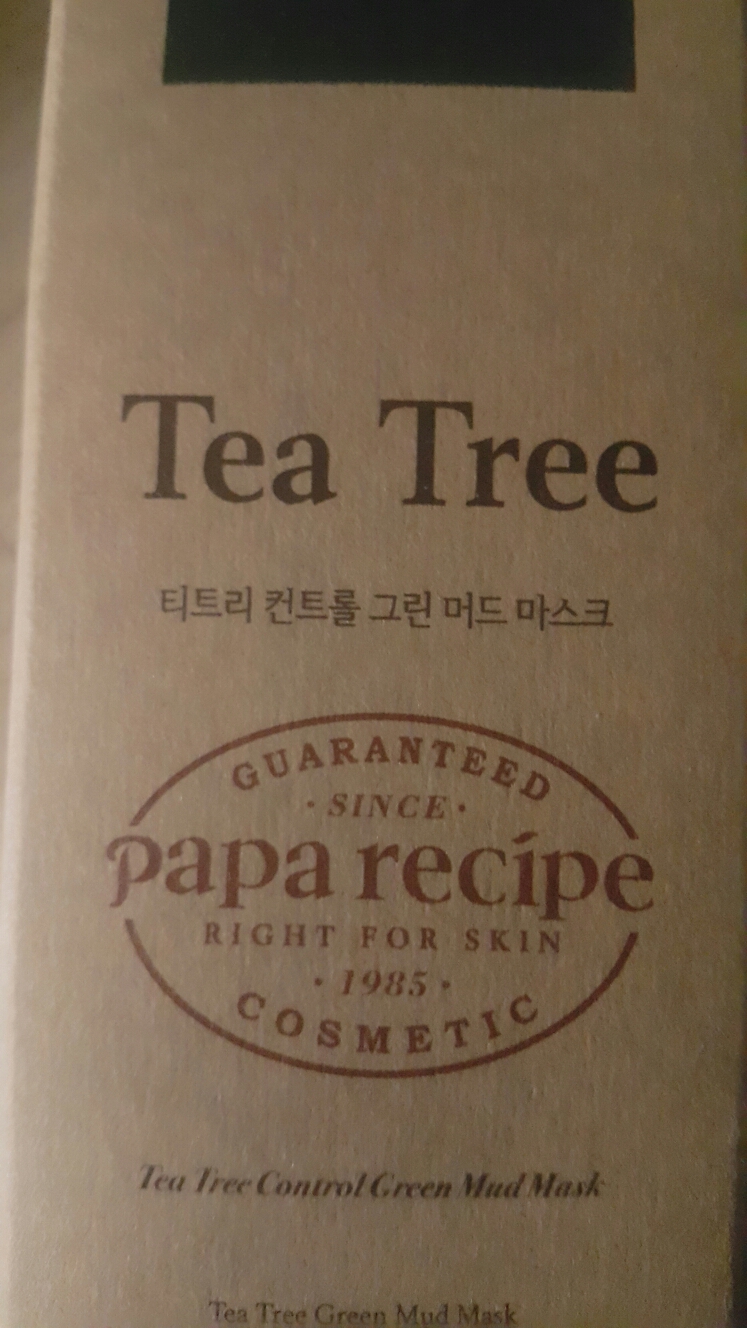 Tea Tree
티트리 컨트롤 그린 머드 마스크
GUARANTEED
· SINCE ·
papa recipe
RIGHT FOR SKIN
· 1985 ·
COSMETIC
Tea Tree Control Green Mud Mask
Tea Tree Green Mud Mask